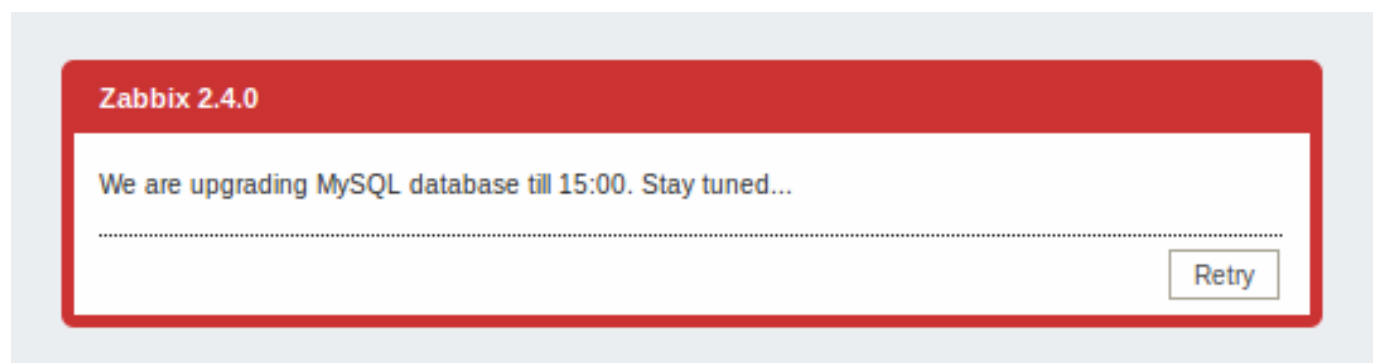 Zabbix 2.4.0
We are upgrading MySQL database till 15:00. Stay tuned...
Retry